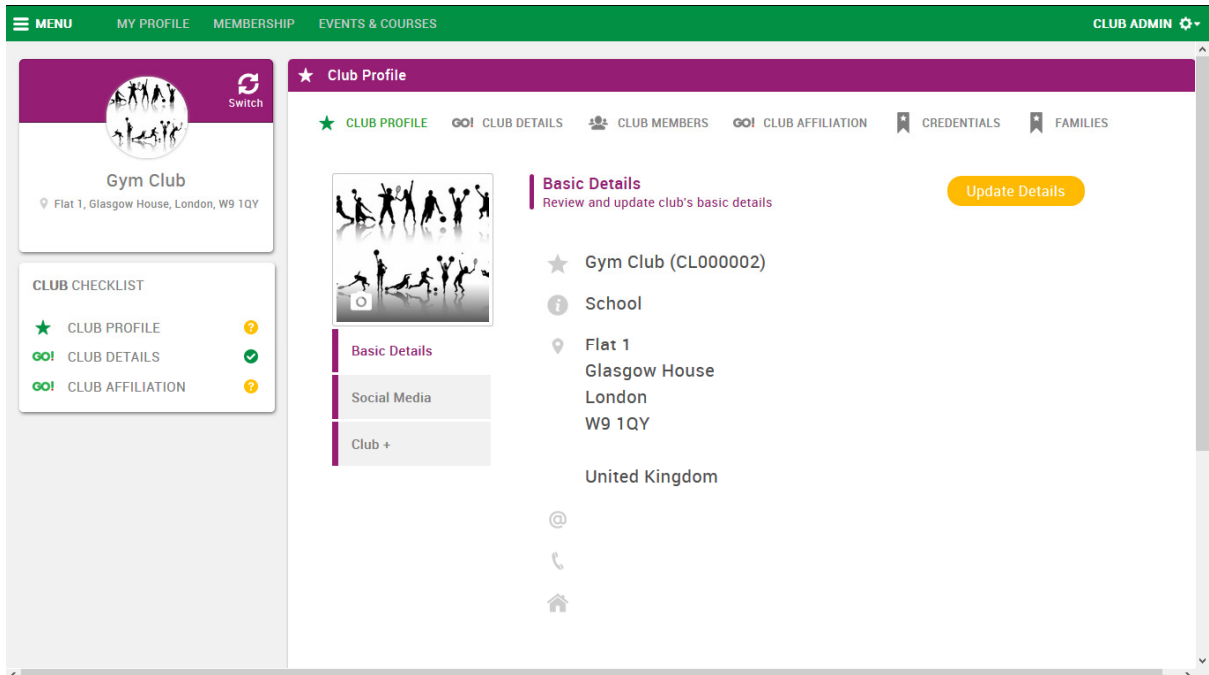 MENU MY PROFILE MEMBERSHIP EVENTS & COURSES CLUB ADMIN
Switch
Gym Club
Flat 1, Glasgow House, London, W9 1QY
CLUB CHECKLIST
CLUB PROFILE ?
GO! CLUB DETAILS
GO! CLUB AFFILIATION ?
Club Profile
CLUB PROFILE GO! CLUB DETAILS CLUB MEMBERS GO! CLUB AFFILIATION CREDENTIALS FAMILIES
Basic Details
Social Media
Club +
Basic Details
Review and update club's basic details
Update Details
Gym Club (CL000002)
i School
Flat 1
Glasgow House
London
W9 1QY
United Kingdom
@